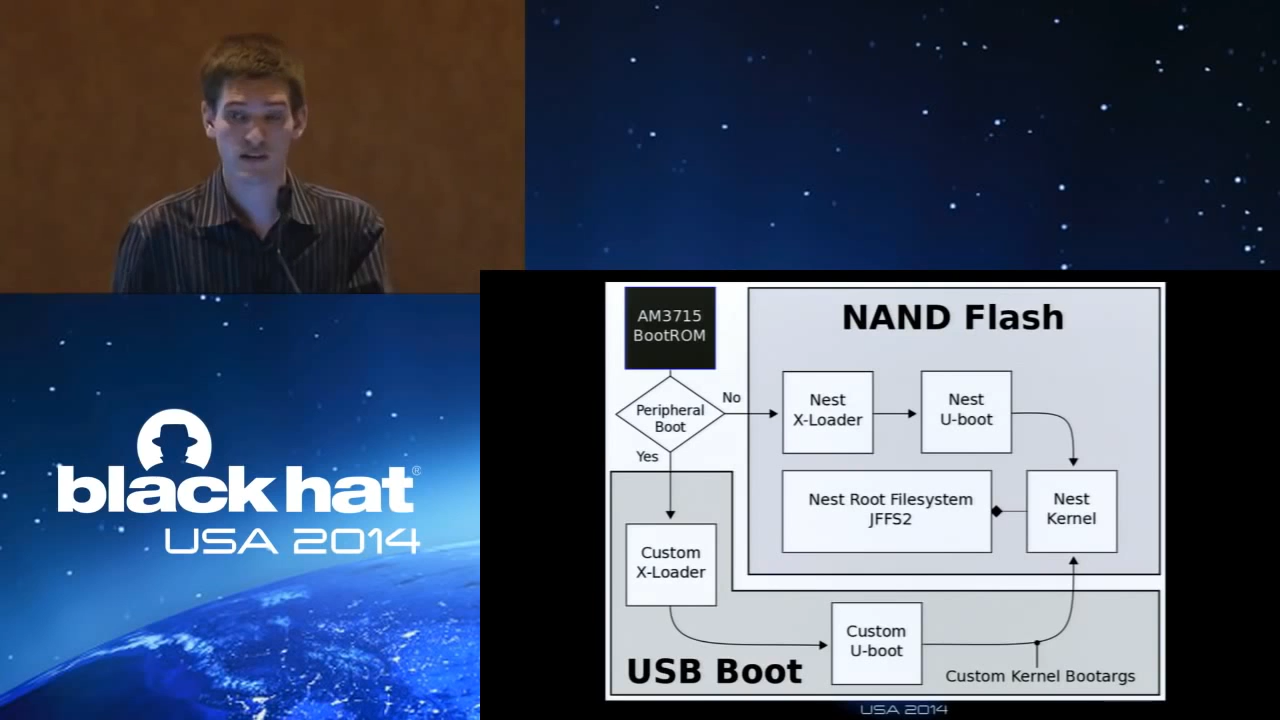 AM3715
BootROM
NAND Flash
No
Peripheral
Boot
Yes
Nest
X-Loader
Nest
U-boot
Nest Root Filesystem
JFFS2
Nest
Kernel
Custom
X-Loader
Custom
U-boot
USB Boot
Custom Kernel Bootargs
black hat®
USA 2014
USA 2014